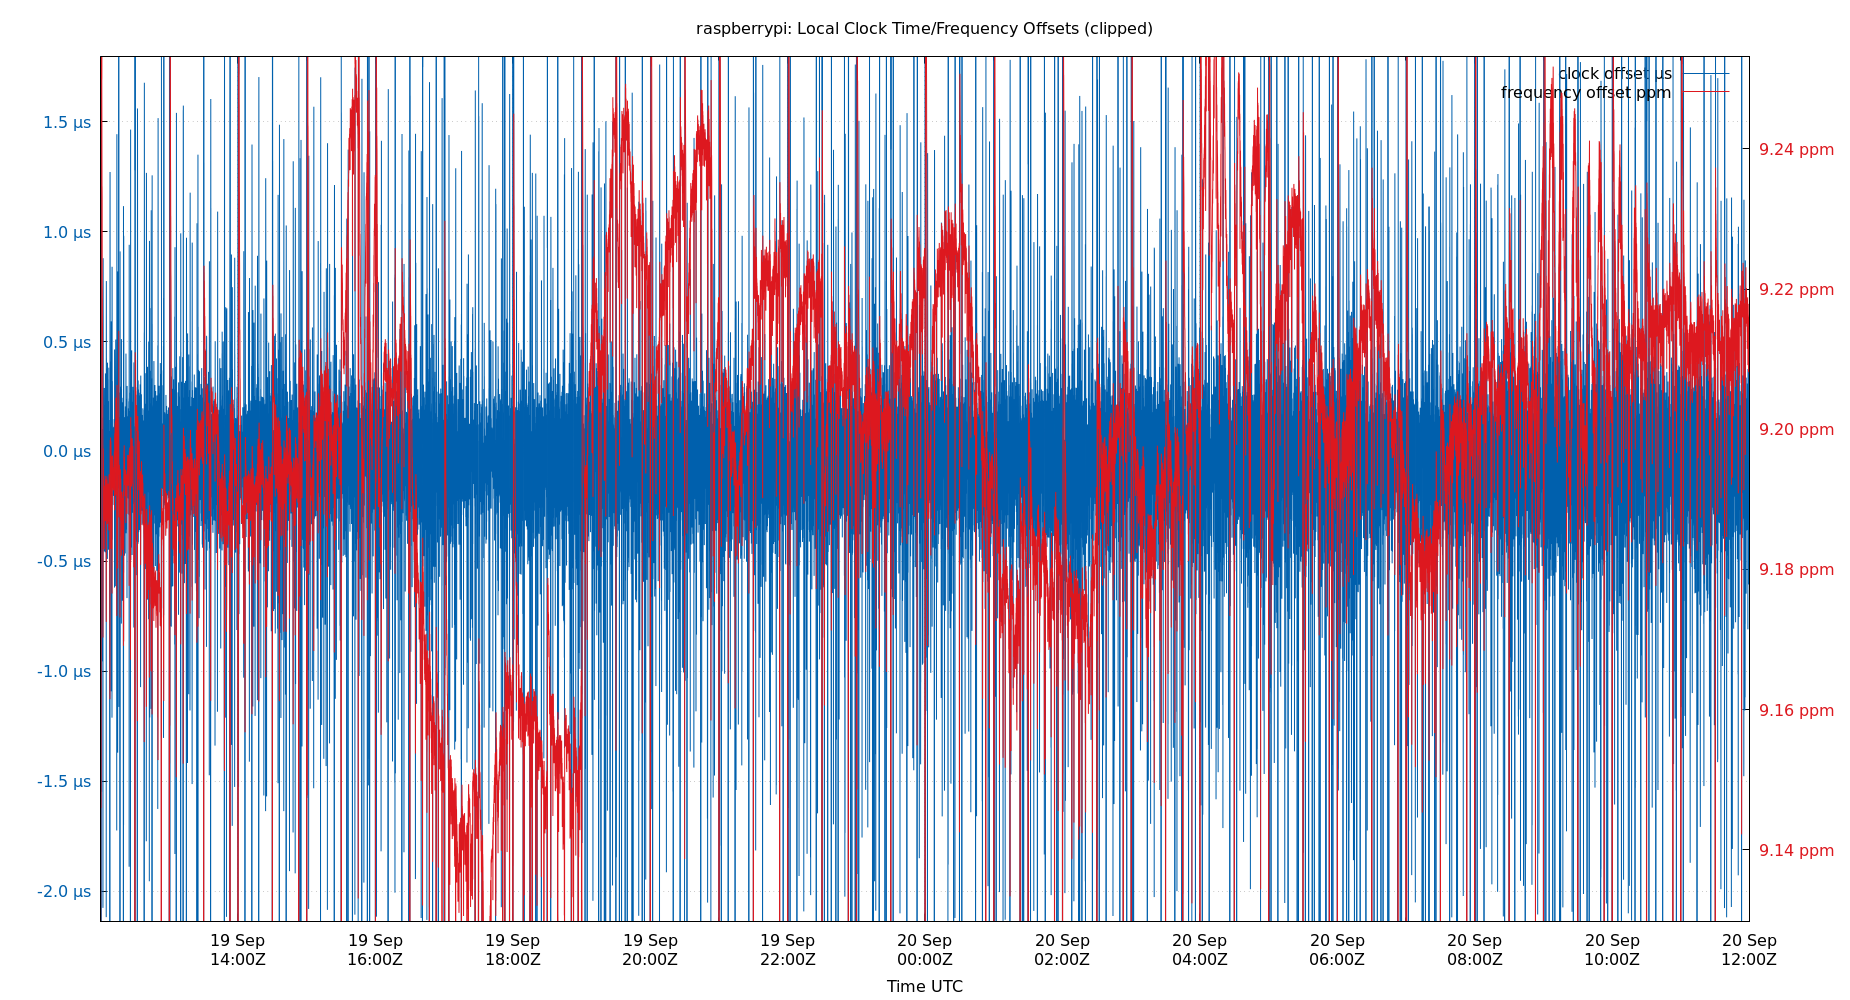 raspberrypi: Local Clock Time/Frequency Offsets (clipped)
clock offset µs
frequency offset ppm
1.5 µs
1.0 µs
0.5 µs
0.0 µs
-0.5 µs
-1.0 µs
-1.5 µs
-2.0 µs
9.24 ppm
9.22 ppm
9.20 ppm
9.18 ppm
9.16 ppm
9.14 ppm
19 Sep 19 Sep 19 Sep 19 Sep 19 Sep 20 Sep 20 Sep 20 Sep 20 Sep 20 Sep 20 Sep 20 Sep
14:00Z 16:00Z 18:00Z 20:00Z 22:00Z 00:00Z 02:00Z 04:00Z 06:00Z 08:00Z 10:00Z 12:00Z
Time UTC